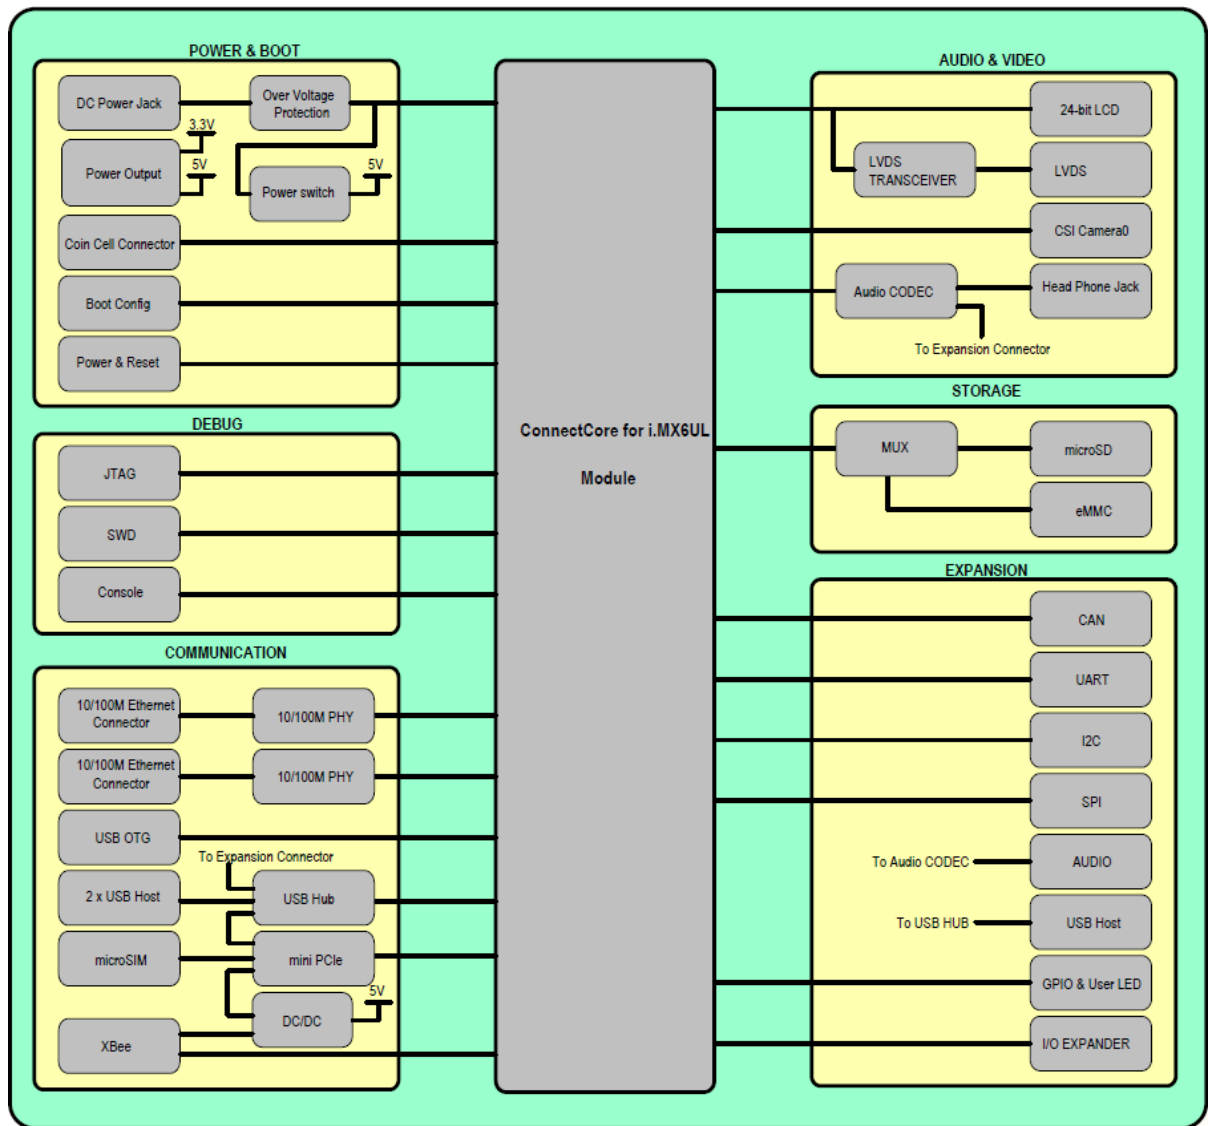 POWER & BOOT
DC Power Jack
Over Voltage
Protection
3.3V
Power Output
5V
Power switch
5V
Coin Cell Connector
Boot Config
Power & Reset
DEBUG
JTAG
SWD
Console
COMMUNICATION
10/100M Ethernet
Connector
10/100M PHY
10/100M Ethernet
Connector
10/100M PHY
USB OTG
To Expansion Connector
2 x USB Host
USB Hub
microSIM
mini PCIe
5V
DC/DC
XBee
ConnectCore for i.MX6UL
Module
AUDIO & VIDEO
24-bit LCD
LVDS
TRANSCEIVER
LVDS
CSI Camera0
Audio CODEC
Head Phone Jack
To Expansion Connector
STORAGE
MUX
microSD
eMMC
EXPANSION
CAN
UART
I2C
SPI
To Audio CODEC
AUDIO
To USB HUB
USB Host
GPIO & User LED
I/O EXPANDER